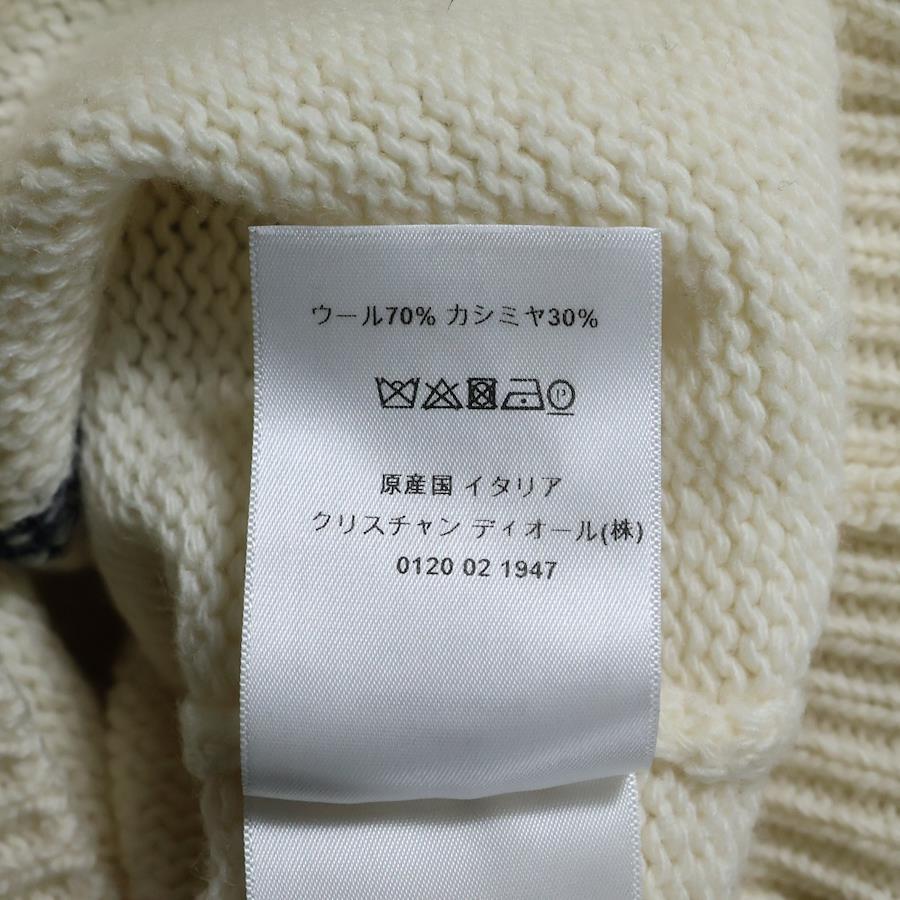 ウール70% カシミヤ30%
P
原産国 イタリア
クリスチャン ディオール(株)
0120 02 1947